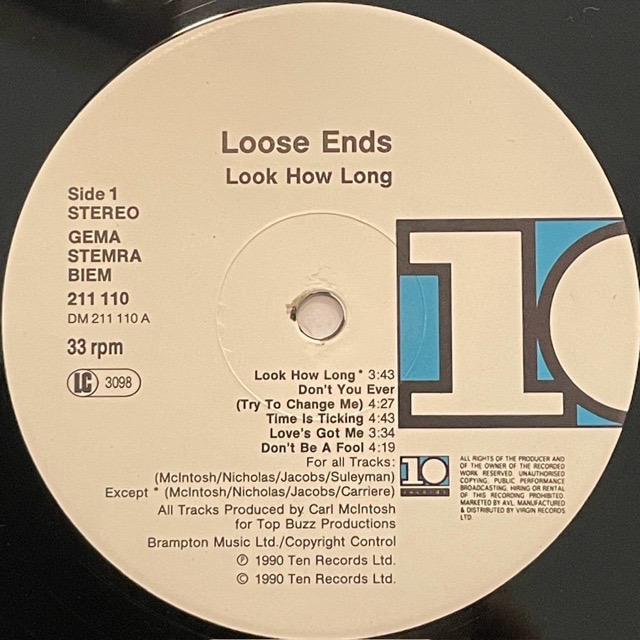 Loose Ends
Look How Long
Side 1
STEREO
GEMA
STEMRA
BIEM
211 110
DM 211 110 A
33 rpm
LC 3098
10
Look How Long * 3:43
Don't You Ever
(Try To Change Me) 4:27
Time Is Ticking 4:43
Love's Got Me 3:34
Don't Be A Fool 4:19
For all Tracks:
(McIntosh/Nicholas/Jacobs/Suleyman)
Except * (McIntosh/Nicholas/Jacobs/Carriere)
All Tracks Produced by Carl McIntosh
for Top Buzz Productions
Brampton Music Ltd./Copyright Control
℗ 1990 Ten Records Ltd.
© 1990 Ten Records Ltd.
10
ALL RIGHTS OF THE PRODUCER AND
OF THE OWNER OF THE RECORDED
WORK RESERVED. UNAUTHORISED
COPYING, PUBLIC PERFORMANCE
BROADCASTING, HIRING OR RENTAL
OF THIS RECORDING PROHIBITED.
MARKETED BY AVL. MANUFACTURED
& DISTRIBUTED BY VIRGIN RECORDS
LTD.